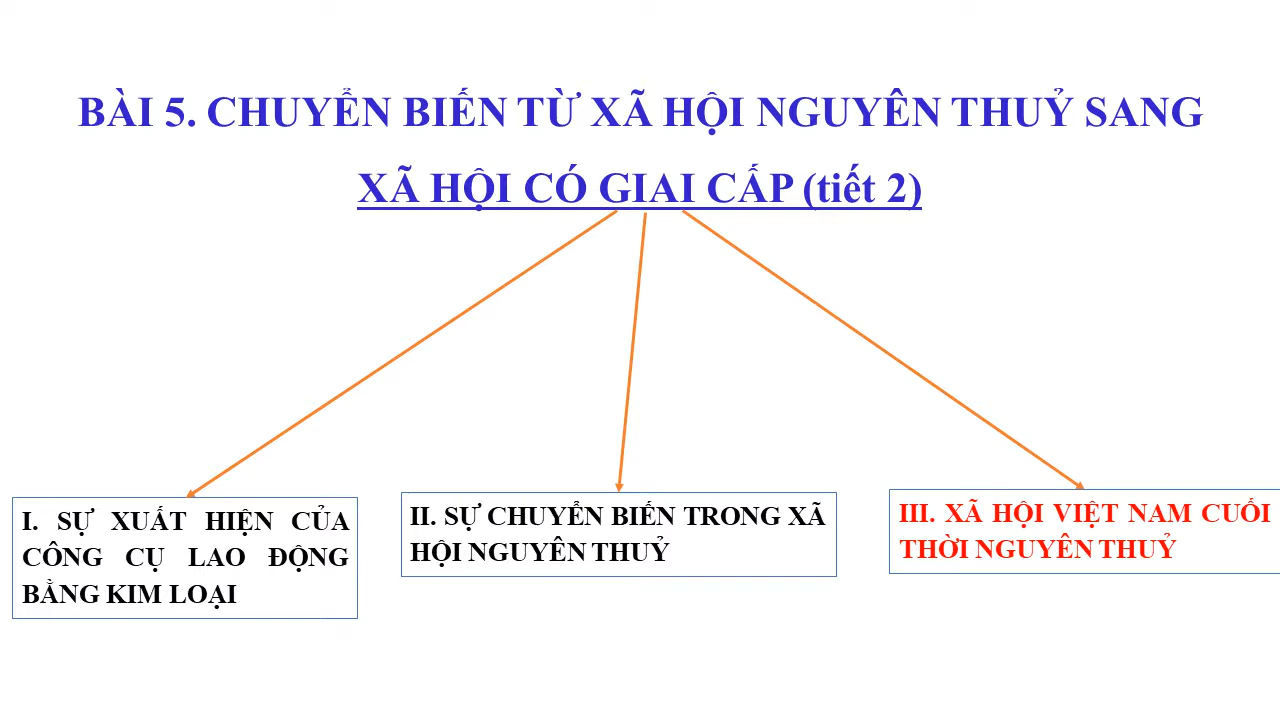 BÀI 5. CHUYỂN BIẾN TỪ XÃ HỘI NGUYÊN THUỶ SANG
XÃ HỘI CÓ GIAI CẤP (tiết 2)
I. SỰ XUẤT HIỆN CỦA
CÔNG CỤ LAO ĐỘNG
BẰNG KIM LOẠI
II. SỰ CHUYỂN BIẾN TRONG XÃ
HỘI NGUYÊN THUỶ
III. XÃ HỘI VIỆT NAM CUỐI
THỜI NGUYÊN THUỶ